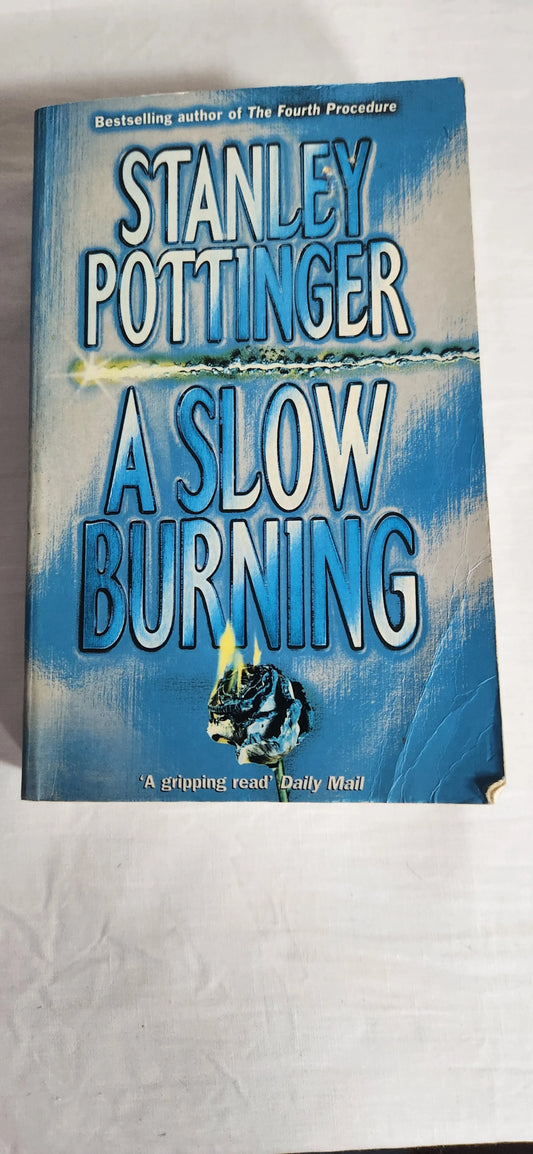 Bestselling author of The Fourth Procedure
STANLEY
POTTINGER
A SLOW
BURNING
'A gripping read' Daily Mail